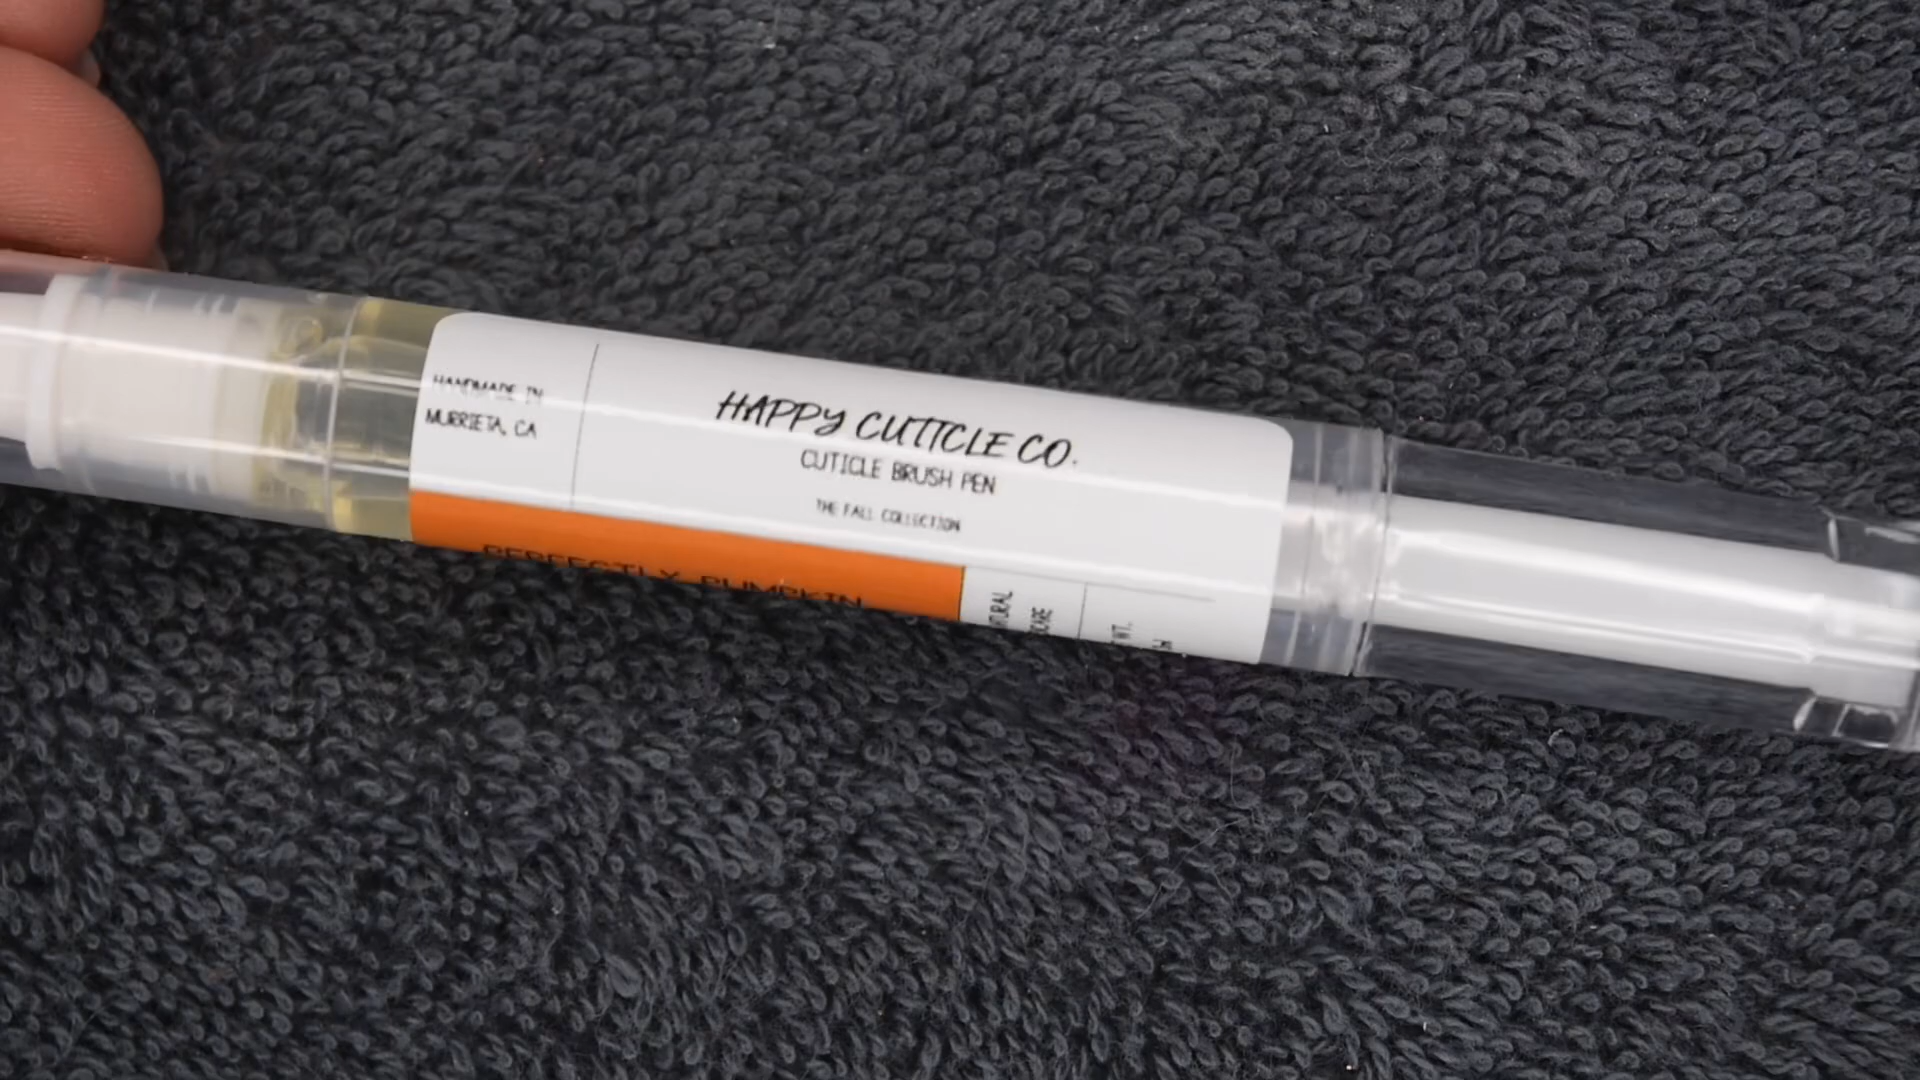 HANDMADE IN
MURRIETA, CA
HAPPY CUTICLE CO.
CUTICLE BRUSH PEN
THE FALL COLLECTION
PERFECTLY PUMPKIN